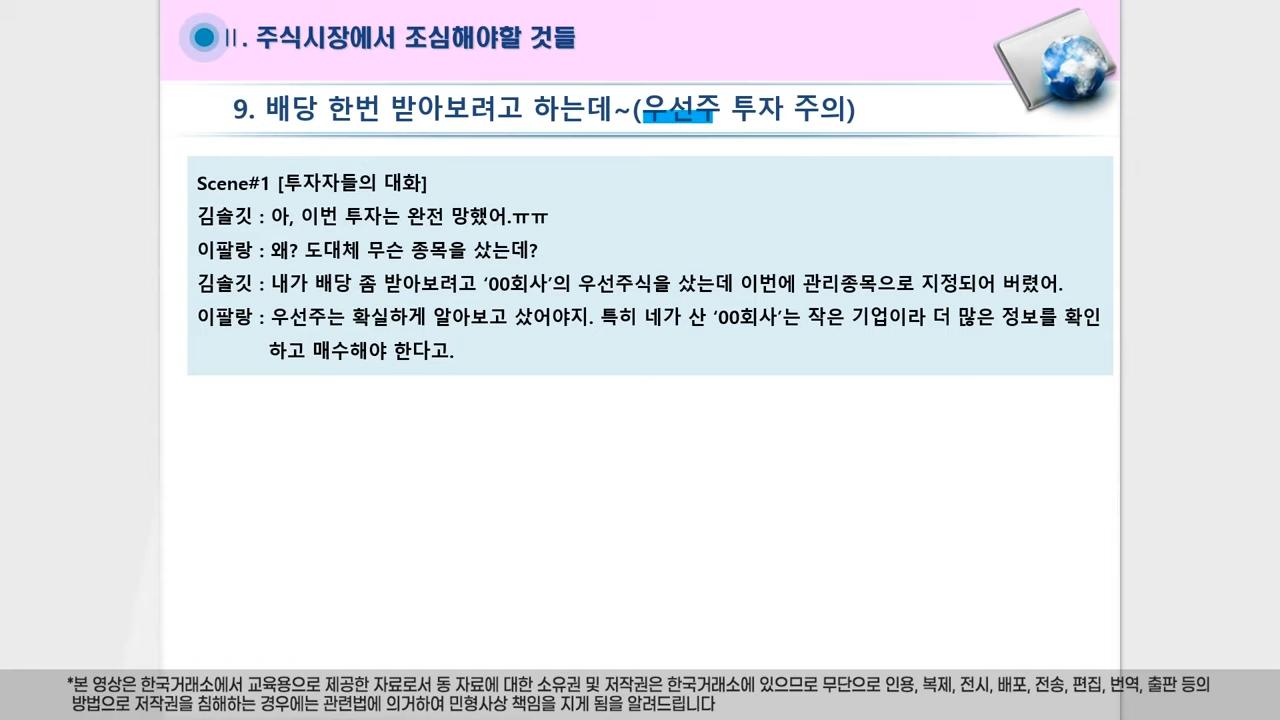 Ⅱ. 주식시장에서 조심해야할 것들
9. 배당 한번 받아보려고 하는데~(우선주 투자 주의)
Scene#1 [투자자들의 대화]
김솔깃 : 아, 이번 투자는 완전 망했어.ㅠㅠ
이팔랑 : 왜? 도대체 무슨 종목을 샀는데?
김솔깃 : 내가 배당 좀 받아보려고 ‘00회사’의 우선주식을 샀는데 이번에 관리종목으로 지정되어 버렸어.
이팔랑 : 우선주는 확실하게 알아보고 샀어야지. 특히 네가 산 ‘00회사’는 작은 기업이라 더 많은 정보를 확인
하고 매수해야 한다고.
*본 영상은 한국거래소에서 교육용으로 제공한 자료로서 동 자료에 대한 소유권 및 저작권은 한국거래소에 있으므로 무단으로 인용, 복제, 전시, 배포, 전송, 편집, 번역, 출판 등의
방법으로 저작권을 침해하는 경우에는 관련법에 의거하여 민형사상 책임을 지게 됨을 알려드립니다